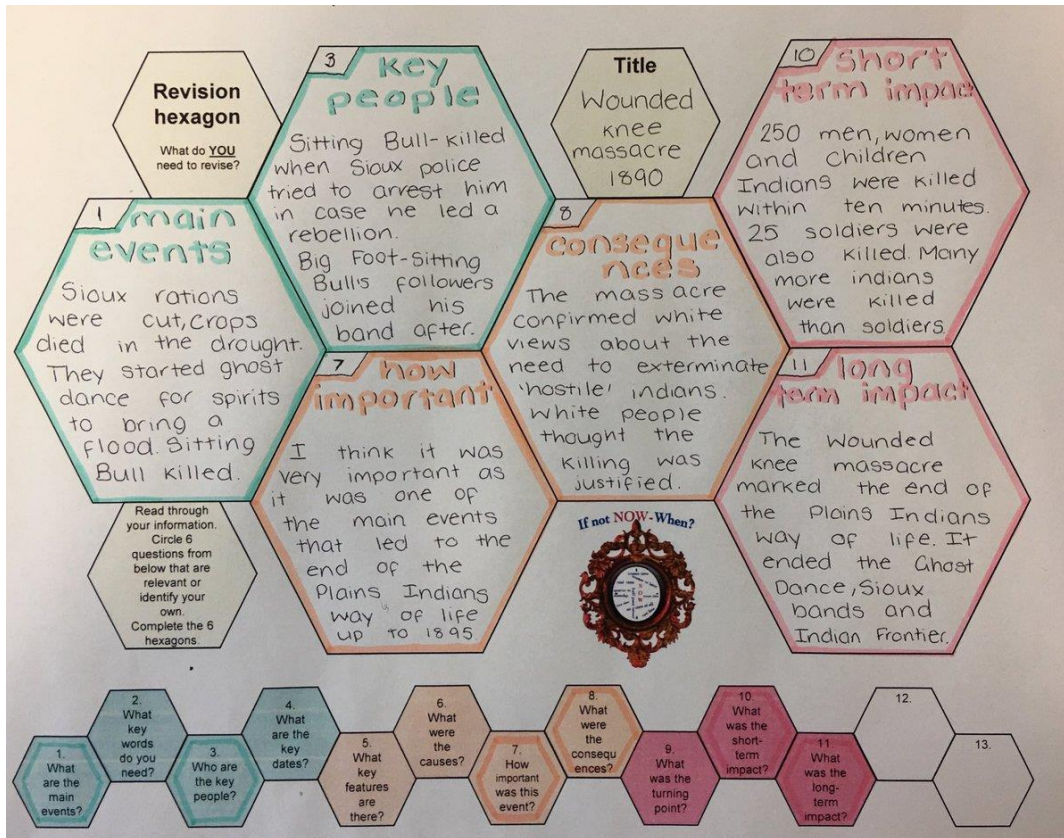 Revision
hexagon
What do YOU
need to revise?
3
key
people
Sitting Bull-killed
when Sioux police
tried to arrest him
in case he led a
rebellion.
Big Foot-Sitting
Bull's followers
joined his
band after.
Title
Wounded
Knee
massacre
1890
10
short
term impact
250 men, women
and children
Indians were killed
within ten minutes.
25 soldiers were
also killed. Many
more indians
were killed
than soldiers.
1
main
events
Sioux rations
were cut, crops
died in the drought.
They started ghost
dance for spirits
to bring a
flood. Sitting
Bull killed.
8
conseque
nces
The massacre
confirmed white
views about the
need to exterminate
'hostile' indians.
White people
thought the
killing was
justified.
7
how
important
I think it was
very important as
it was one of
the main events
that led to the
end of the
Plains Indians
way of life
up to 1895
11
long
term impact
The Wounded
Knee massacre
marked the end of
the Plains Indians
way of life. It
ended the Ghost
Dance, Sioux
bands and
Indian Frontier.
Read through
your information.
Circle 6
questions from
below that are
relevant or
identify your
own.
Complete the 6
hexagons.
If not NOW-When?
1.
What
are the
main
events?
2.
What
key
words
do you
need?
3.
Who are
the key
people?
4.
What
are the
key
dates?
5.
What
key
features
are
there?
6.
What
were
the
causes?
7.
How
important
was this
event?
8.
What
were
the
consequ
ences?
9.
What
was the
turning
point?
10.
What
was the
short-
term
impact?
11
What
was the
long-
term
impact?
12.
13.